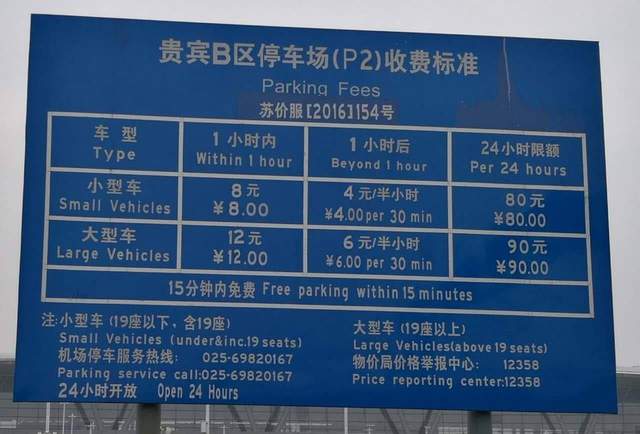 贵宾B区停车场(P2)收费标准
Parking Fees
苏价服[2016]154号
车型 1小时内 1小时后 24小时限额
Type Within 1 hour Beyond 1 hour Per 24 hours
小型车 8元 4元/半小时 80元
Small Vehicles ¥8.00 ¥4.00 per 30 min ¥80.00
大型车 12元 6元/半小时 90元
Large Vehicles ¥12.00 ¥6.00 per 30 min ¥90.00
15分钟内免费 Free parking within 15 minutes
注:小型车 (19座以下, 含19座)
Small Vehicles (under&inc.19 seats)
机场停车服务热线: 025-69820167
Parking service call:025-69820167
24小时开放 Open 24 Hours
大型车 (19座以上)
Large Vehicles(above 19 seats)
物价局价格举报中心: 12358
Price reporting center:12358